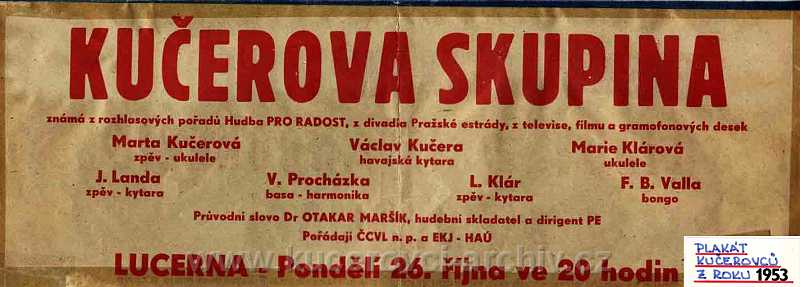 KUČEROVA SKUPINA
známá z rozhlasových pořadů Hudba PRO RADOST, z divadla Pražské estrády, z televise, filmu a gramofonových desek
Marta Kučerová Václav Kučera Marie Klárová
zpěv - ukulele havajská kytara ukulele
J. Landa V. Procházka L. Klár F. B. Valla
zpěv - kytara basa - harmonika zpěv - kytara bongo
Průvodní slovo Dr OTAKAR MARŠÍK, hudební skladatel a dirigent PE
Pořádají ČCVL n. p. a EKJ - HAÚ
www.kucerovciarchiv.cz
LUCERNA - Pondělí 26. října ve 20 hodin
PLAKÁT
KUČEROVCŮ
Z ROKU 1953